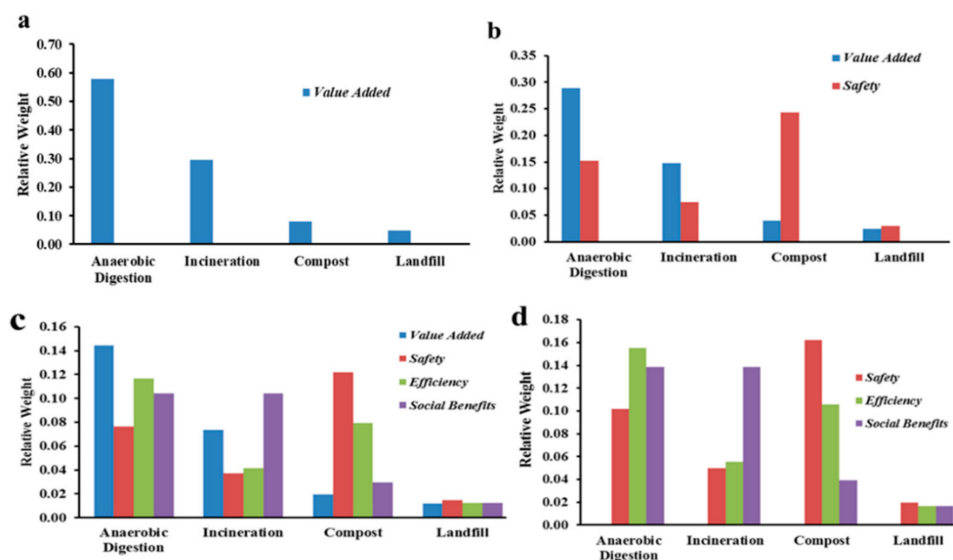 a
0.70
0.60
0.50
0.40
0.30
0.20
0.10
0.00
Relative Weight
Value Added
Anaerobic Digestion
Incineration
Compost
Landfill
b
0.35
0.30
0.25
0.20
0.15
0.10
0.05
0.00
Relative Weight
Value Added
Safety
Anaerobic Digestion
Incineration
Compost
Landfill
c
0.16
0.14
0.12
0.10
0.08
0.06
0.04
0.02
0.00
Relative Weight
Value Added
Safety
Efficiency
Social Benefits
Anaerobic Digestion
Incineration
Compost
Landfill
d
0.18
0.16
0.14
0.12
0.10
0.08
0.06
0.04
0.02
0.00
Relative Weight
Safety
Efficiency
Social Benefits
Anaerobic Digestion
Incineration
Compost
Landfill